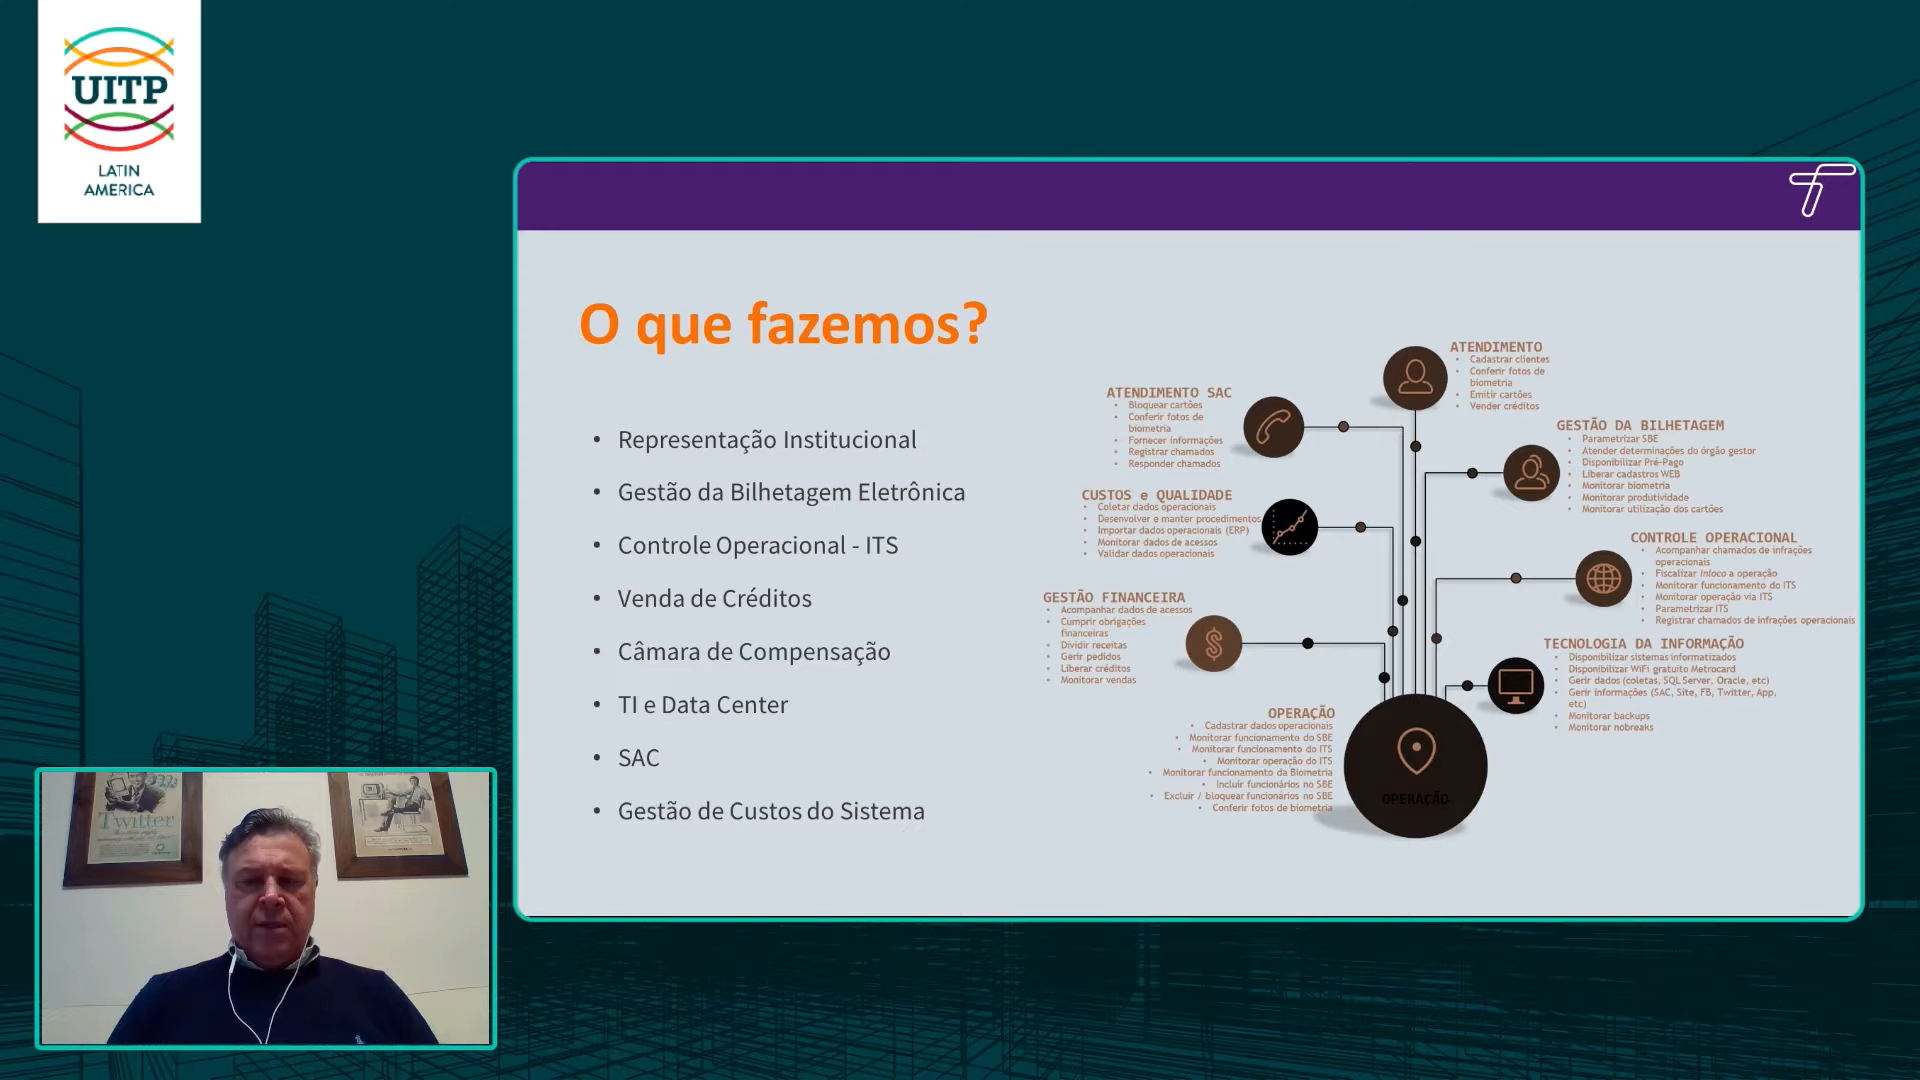 UITP
LATIN
AMERICA
O que fazemos?
• Representação Institucional
• Gestão da Bilhetagem Eletrônica
• Controle Operacional - ITS
• Venda de Créditos
• Câmara de Compensação
• TI e Data Center
• SAC
• Gestão de Custos do Sistema
ATENDIMENTO
• Cadastrar clientes
• Conferir fotos de
biometria
• Emitir cartões
• Vender créditos
ATENDIMENTO SAC
• Bloquear cartões
• Conferir fotos de
biometria
• Fornecer informações
• Registrar chamados
• Responder chamados
GESTÃO DA BILHETAGEM
• Parametrizar SBE
• Atender determinações do órgão gestor
• Disponibilizar Pré-Pago
• Liberar cadastros WEB
• Monitorar biometria
• Monitorar produtividade
• Monitorar utilização dos cartões
CUSTOS e QUALIDADE
• Coletar dados operacionais
• Desenvolver e manter procedimentos
• Importar dados operacionais (ERP)
• Monitorar dados de acessos
• Validar dados operacionais
CONTROLE OPERACIONAL
• Acompanhar chamados de infrações
operacionais
• Fiscalizar inloco a operação
• Monitorar funcionamento do ITS
• Monitorar operação via ITS
• Parametrizar ITS
• Registrar chamados de infrações operacionais
GESTÃO FINANCEIRA
• Acompanhar dados de acessos
• Cumprir obrigações
financeiras
• Dividir receitas
• Gerir pedidos
• Liberar créditos
• Monitorar vendas
TECNOLOGIA DA INFORMAÇÃO
• Disponibilizar sistemas informatizados
• Disponibilizar WiFi gratuito Metrocard
• Gerir dados (coletas, SQL Server, Oracle, etc)
• Gerir informações (SAC, Site, FB, Twitter, App,
etc)
• Monitorar backups
• Monitorar nobreaks
OPERAÇÃO
• Cadastrar dados operacionais
• Monitorar funcionamento do SBE
• Monitorar funcionamento do ITS
• Monitorar operação do ITS
• Monitorar funcionamento da Biometria
• Incluir funcionários no SBE
• Excluir / bloquear funcionários no SBE
• Conferir fotos de biometria
OPERAÇÃO
Twitter